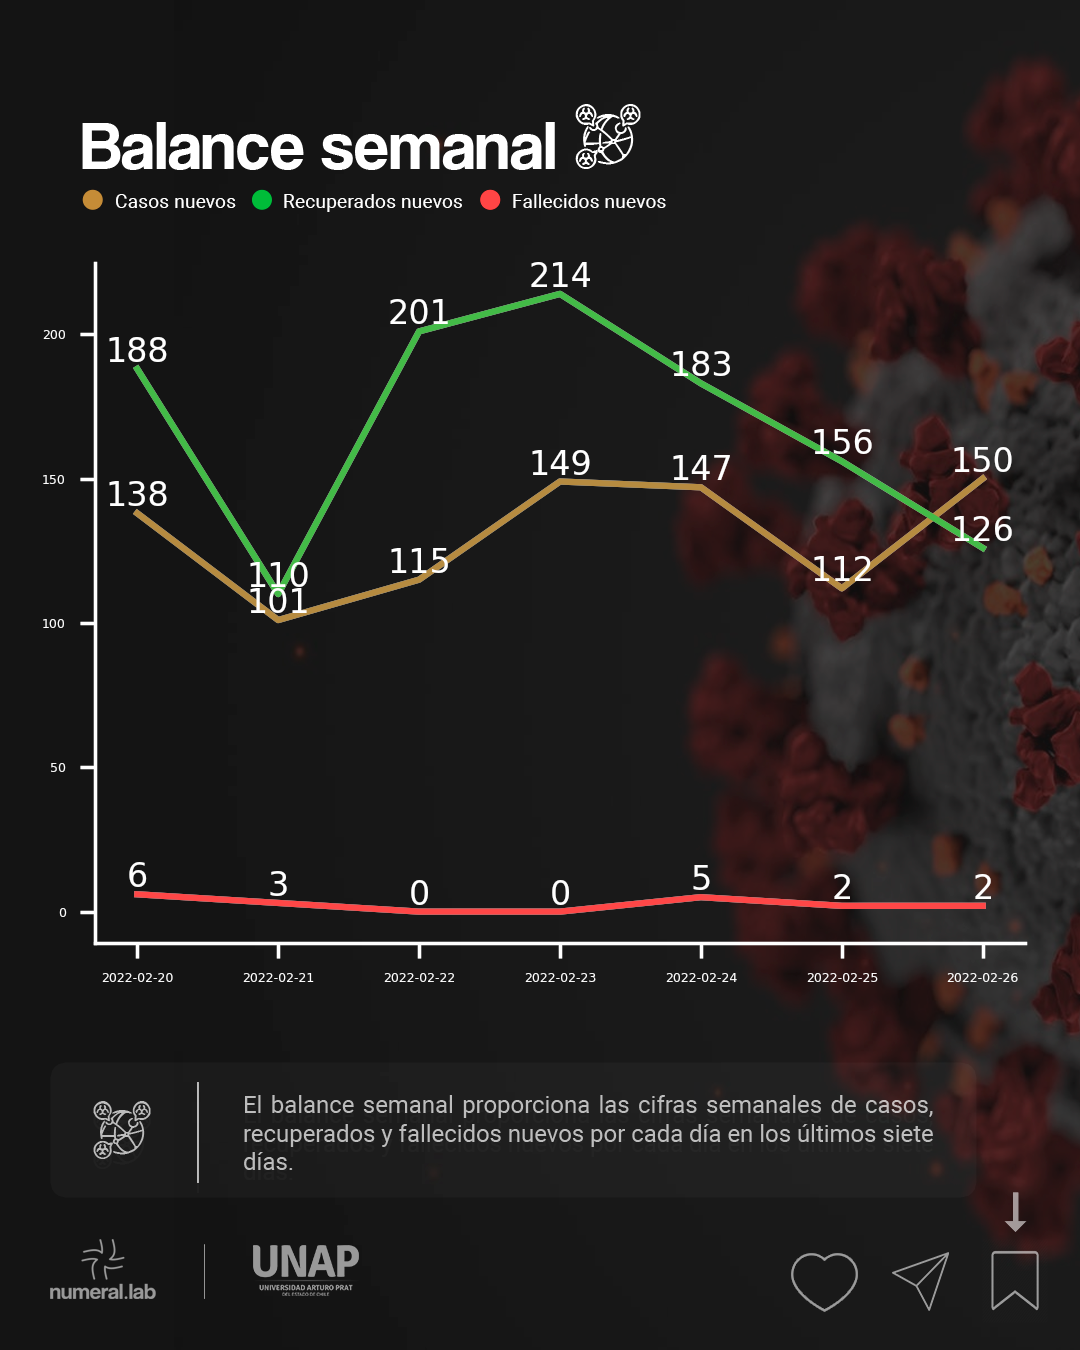 Balance semanal
Casos nuevos Recuperados nuevos Fallecidos nuevos
214
201
200
188
183
156
150
149
147
150
138
126
115
112
110
101
100
50
6
3
0
0
5
2
2
0
2022-02-20 2022-02-21 2022-02-22 2022-02-23 2022-02-24 2022-02-25 2022-02-26
El balance semanal proporciona las cifras semanales de casos,
recuperados y fallecidos nuevos por cada día en los últimos siete
días.
numeral.lab
UNAP
UNIVERSIDAD ARTURO PRAT
DEL ESTADO DE CHILE